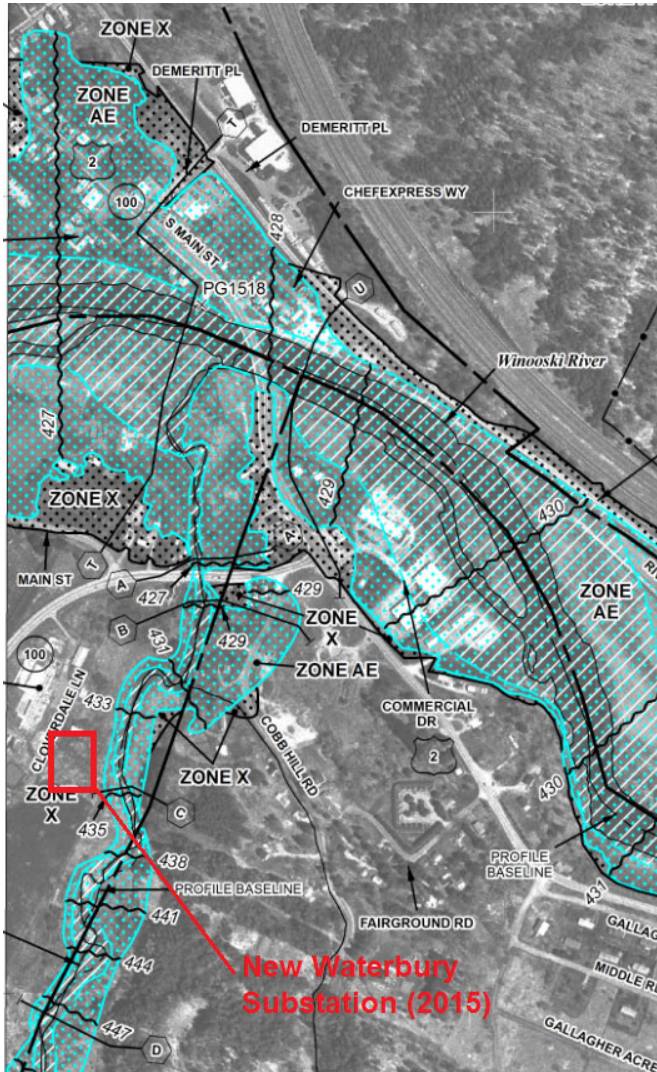 ZONE X
DEMERITT PL
ZONE
AE
T
DEMERITT PL
2
CHEFEXPRESS WY
100
S MAIN ST
428
PG1518
U
Winooski River
427
429
430
ZONE X
T
A
MAIN ST
427
429
ZONE
X
ZONE
AE
B
429
431
ZONE AE
100
433
COMMERCIAL
DR
CLOVERDALE LN
COBB HILL RD
2
ZONE X
430
ZONE
X
C
435
438
PROFILE
BASELINE
PROFILE BASELINE
431
441
FAIRGROUND RD
444
New Waterbury
Substation (2015)
MIDDLE
447
D
GALLAGHER ACRE